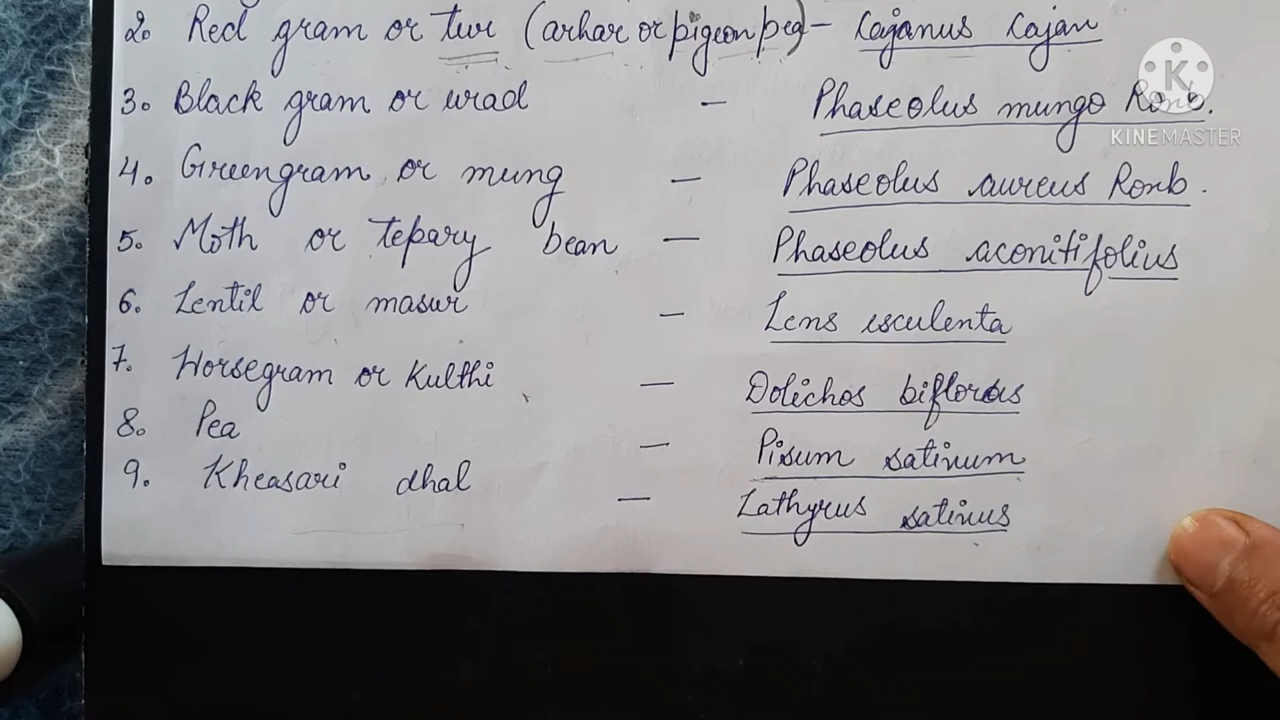 2. Red gram or tur (arhar or pigeon pea) - Cajanus Cajan
3. Black gram or urad - Phaseolus mungo Roxb.
4. Greengram or mung - Phaseolus aureus Roxb.
5. Moth or tepary bean - Phaseolus aconitifolius
6. Lentil or masur - Lens esculenta
7. Horsegram or Kulthi - Dolichos biflorus
8. Pea - Pisum sativum
9. Kheasari dhal - Lathyrus sativus
K
KINEMASTER